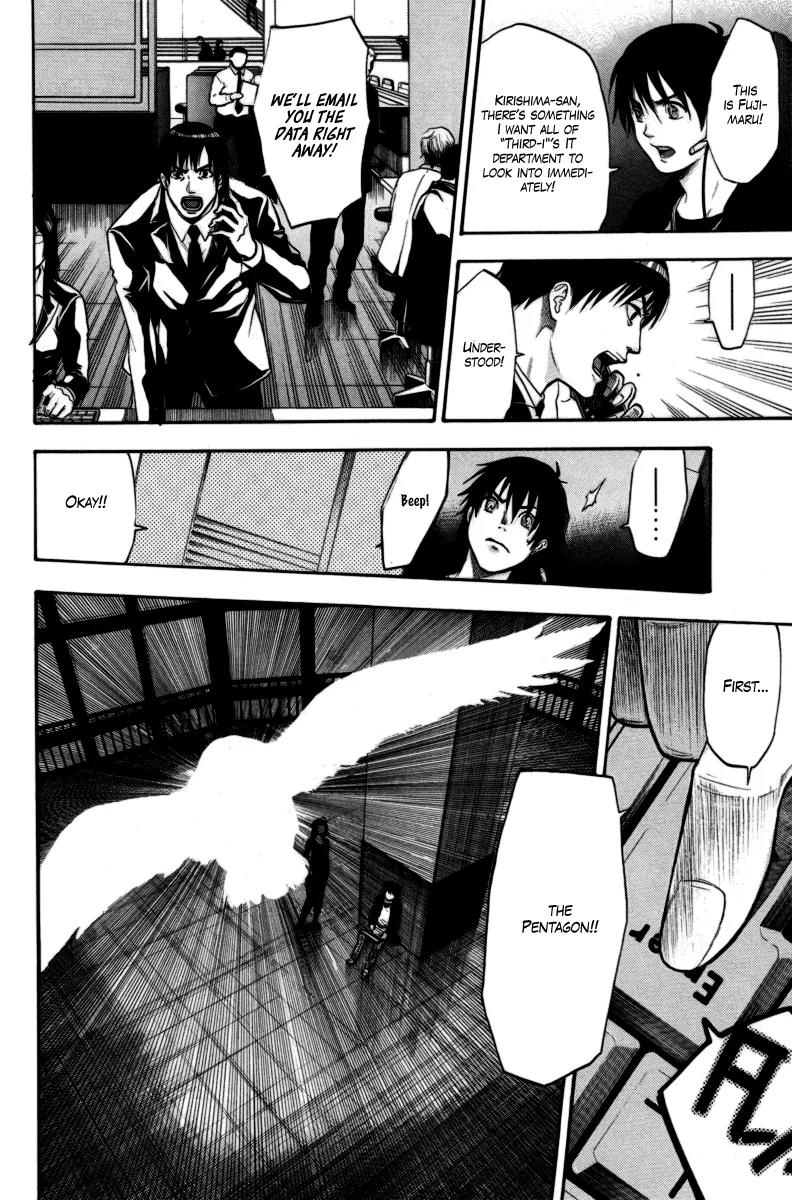 THIS
IS FUJI-
MARU!
KIRISHIMA-SAN,
THERE'S SOMETHING
I WANT ALL OF
"THIRD-I"'S IT
DEPARTMENT TO
LOOK INTO IMMEDI-
ATELY!
UNDER-
STOOD!
WE'LL EMAIL
YOU THE
DATA RIGHT
AWAY!
BEEP!
OKAY!!
FIRST...
Enter
THE
PENTAGON!!